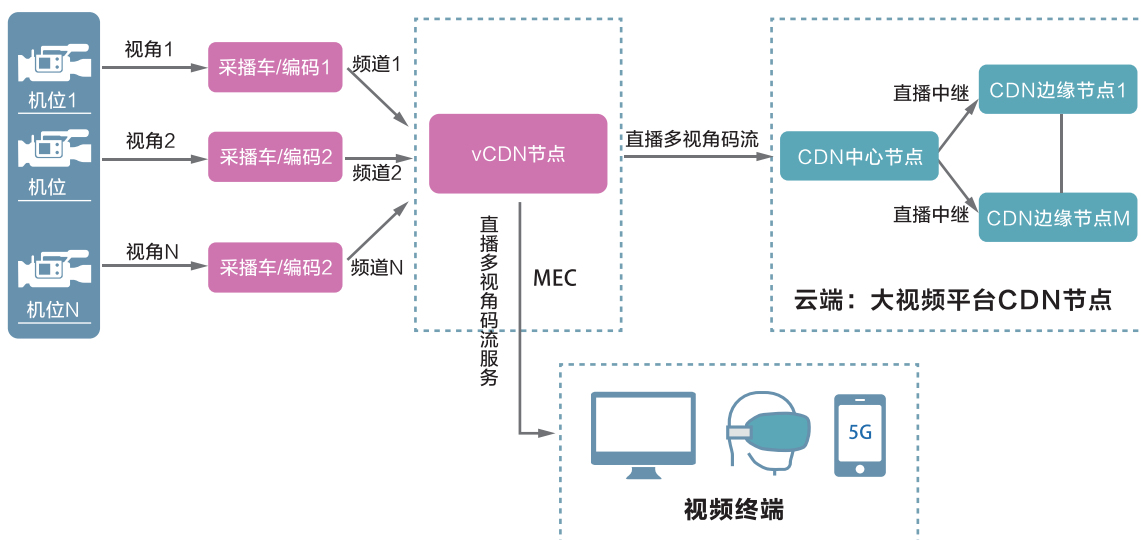 机位1
机位
机位N
视角1
视角2
视角N
采播车/编码1
采播车/编码2
采播车/编码2
频道1
频道2
频道N
vCDN节点
直播多视角码流服务
MEC
直播多视角码流
CDN中心节点
直播中继
直播中继
CDN边缘节点1
CDN边缘节点M
云端：大视频平台CDN节点
5G
视频终端